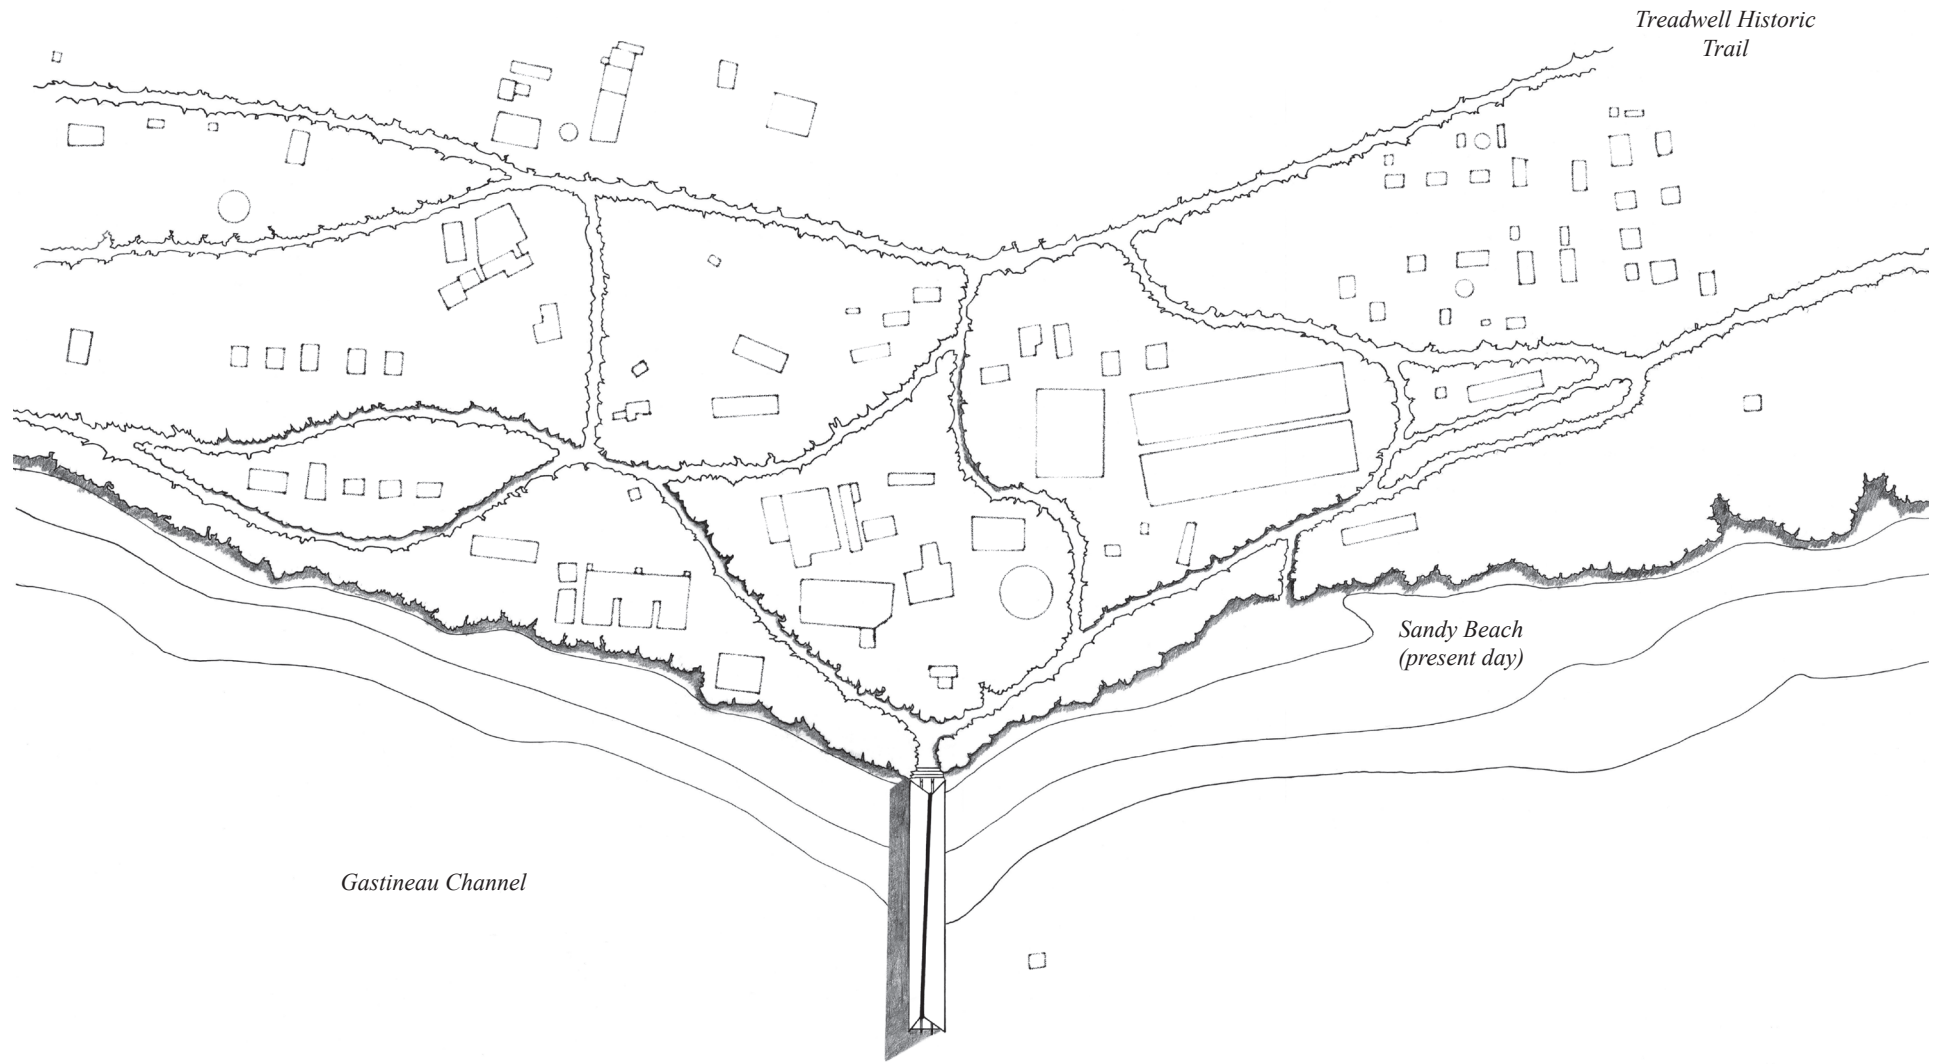 Treadwell Historic
Trail
Sandy Beach
(present day)
Gastineau Channel